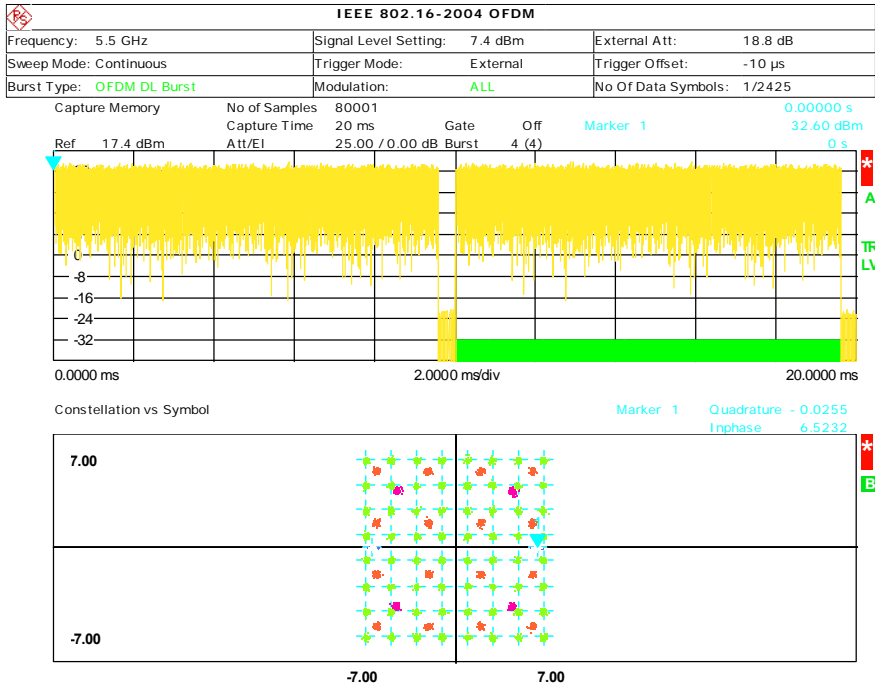 R S
IEEE 802.16-2004 OFDM
Frequency: 5.5 GHz Signal Level Setting: 7.4 dBm External Att: 18.8 dB
Sweep Mode: Continuous Trigger Mode: External Trigger Offset: -10 µs
Burst Type: OFDM DL Burst Modulation: ALL No Of Data Symbols: 1/2425
Capture Memory No of Samples 80001 0.00000 s
Capture Time 20 ms Gate Off Marker 1 32.60 dBm
Ref 17.4 dBm Att/El 25.00 / 0.00 dB Burst 4 (4) 0 s
*
A
TR
LV
0
-8
-16
-24
-32
0.0000 ms 2.0000 ms/div 20.0000 ms
Constellation vs Symbol Marker 1 Quadrature - 0.0255
Inphase 6.5232
*
7.00
B
-7.00
-7.00 7.00